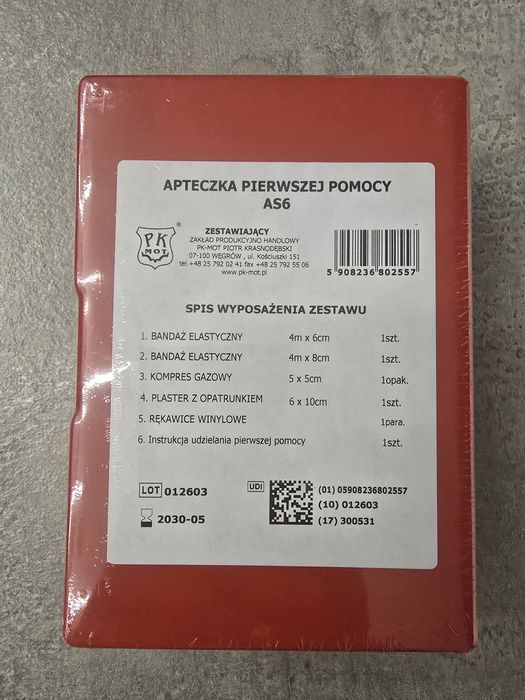 APTECZKA PIERWSZEJ POMOCY
AS6
PK
MOT
®
ZESTAWIAJĄCY
ZAKŁAD PRODUKCYJNO HANDLOWY
PK-MOT PIOTR KRASNODĘBSKI
07-100 WĘGRÓW , ul. Kościuszki 151
tel.+48 25 792 02 41 fax +48 25 792 55 06
www.pk-mot.pl
5 908236 802557
SPIS WYPOSAŻENIA ZESTAWU
1. BANDAŻ ELASTYCZNY 4m x 6cm 1szt.
2. BANDAŻ ELASTYCZNY 4m x 8cm 1szt.
3. KOMPRES GAZOWY 5 x 5cm 1opak.
4. PLASTER Z OPATRUNKIEM 6 x 10cm 1szt.
5. RĘKAWICE WINYLOWE 1para.
6. Instrukcja udzielania pierwszej pomocy 1szt.
LOT 012603
2030-05
UDI
(01) 05908236802557
(10) 012603
(17) 300531